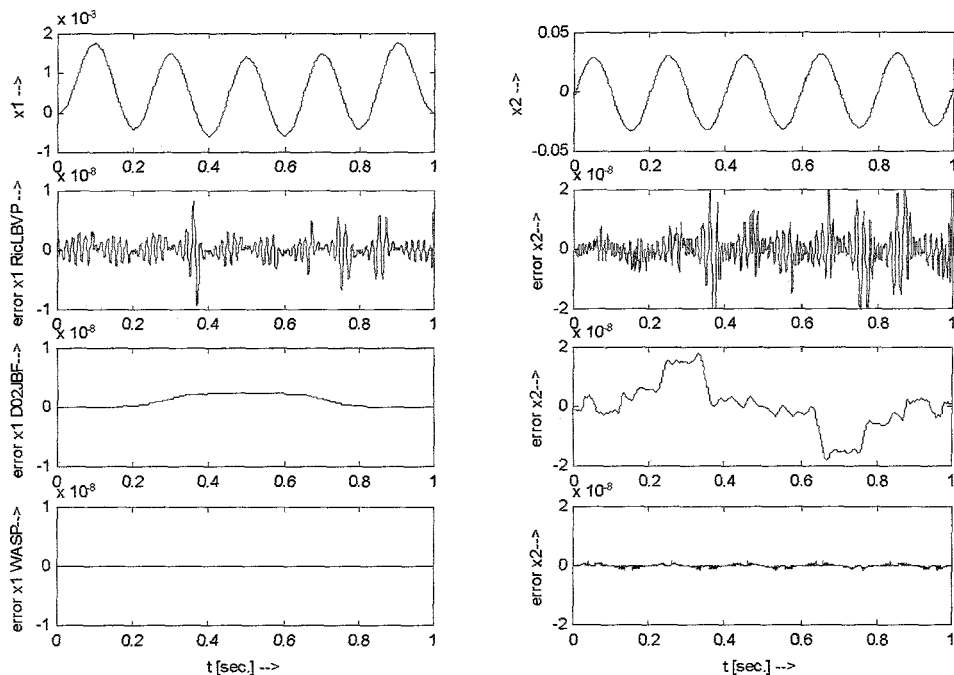 x 10⁻³
2
1
0
-1
x1 -->
0 0.2 0.4 0.6 0.8 1
0.05
0
-0.05
x2 -->
0 0.2 0.4 0.6 0.8 1
x 10⁻⁸
1
0
-1
error x1 RicLBVP -->
0 0.2 0.4 0.6 0.8 1
x 10⁻⁸
2
0
-2
error x2-->
0 0.2 0.4 0.6 0.8 1
x 10⁻⁸
1
0
-1
error x1 D02JBF-->
0 0.2 0.4 0.6 0.8 1
x 10⁻⁸
2
0
-2
error x2-->
0 0.2 0.4 0.6 0.8 1
x 10⁻⁸
1
0
-1
error x1 WASP-->
0 0.2 0.4 0.6 0.8 1
t [sec.] -->
x 10⁻⁸
2
0
-2
error x2-->
0 0.2 0.4 0.6 0.8 1
t [sec.] -->